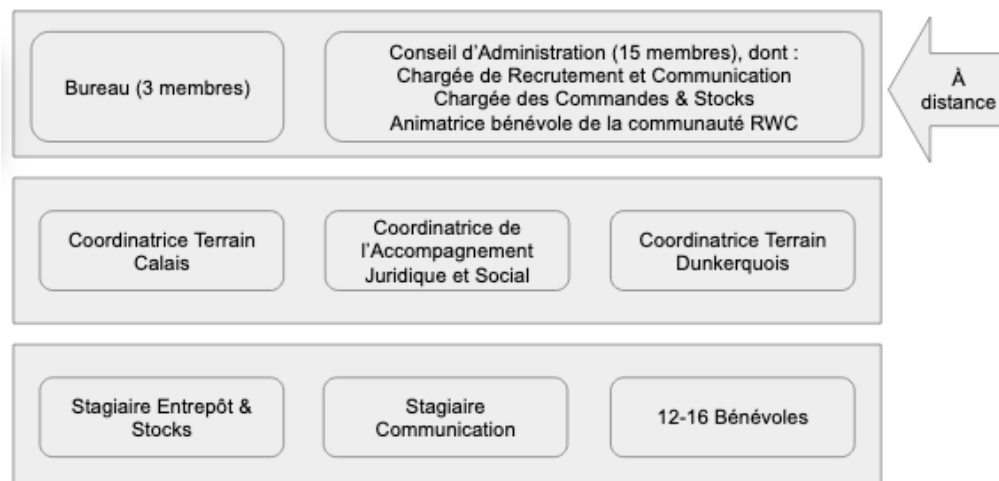 Bureau (3 membres)
Conseil d'Administration (15 membres), dont :
Chargée de Recrutement et Communication
Chargée des Commandes & Stocks
Animatrice bénévole de la communauté RWC
À
distance
Coordinatrice Terrain
Calais
Coordinatrice de
l'Accompagnement
Juridique et Social
Coordinatrice Terrain
Dunkerquois
Stagiaire Entrepôt &
Stocks
Stagiaire
Communication
12-16 Bénévoles